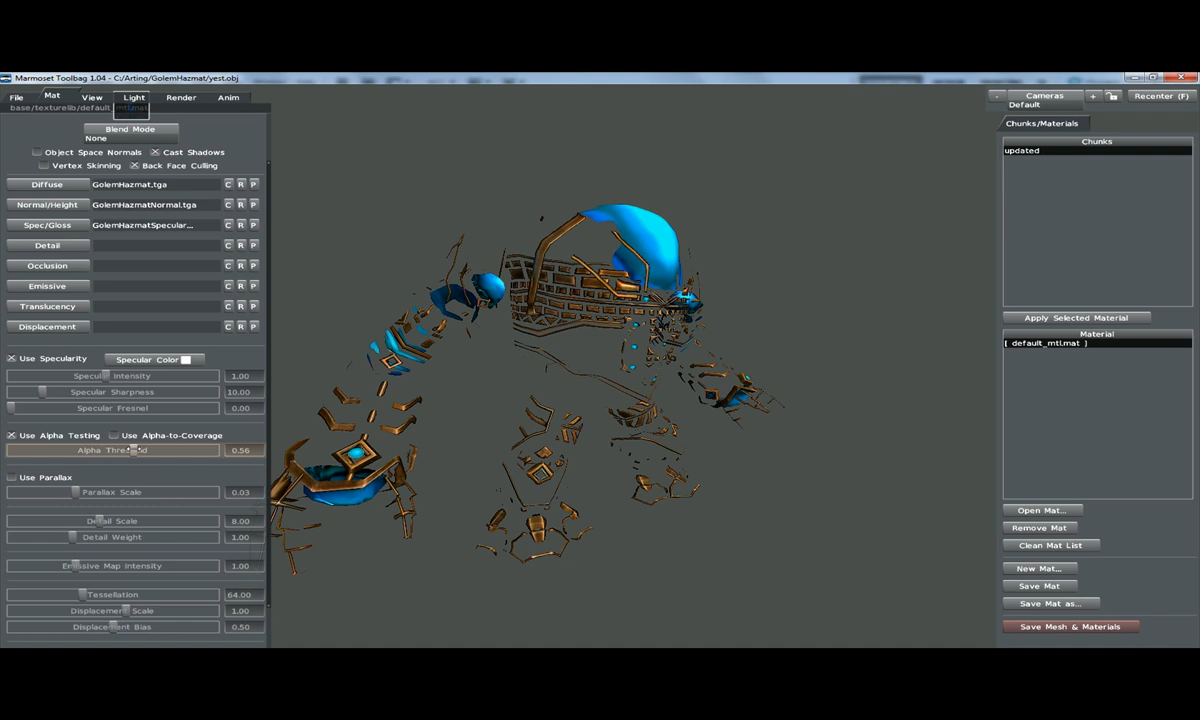 Marmoset Toolbag 1.04 - C:/Arting/GolemHazmat/yest.obj
File Mat View Light Render Anim
base/texturelib/default_mtl.mat
Blend Mode
None
Object Space Normals Cast Shadows
Vertex Skinning Back Face Culling
Diffuse GolemHazmat.tga C R P
Normal/Height GolemHazmatNormal.tga C R P
Spec/Gloss GolemHazmatSpecular... C R P
Detail C R P
Occlusion C R P
Emissive C R P
Translucency C R P
Displacement C R P
Use Specularity Specular Color
Specular Intensity 1.00
Specular Sharpness 10.00
Specular Fresnel 0.00
Use Alpha Testing Use Alpha-to-Coverage
Alpha Threshold 0.56
Use Parallax
Parallax Scale 0.03
Detail Scale 8.00
Detail Weight 1.00
Emissive Map Intensity 1.00
Tessellation 64.00
Displacement Scale 1.00
Displacement Bias 0.50
- Cameras + Recenter (F)
Default
Chunks/Materials
Chunks
updated
Apply Selected Material
Material
[ default_mtl.mat ]
Open Mat...
Remove Mat
Clean Mat List
New Mat...
Save Mat
Save Mat as...
Save Mesh & Materials